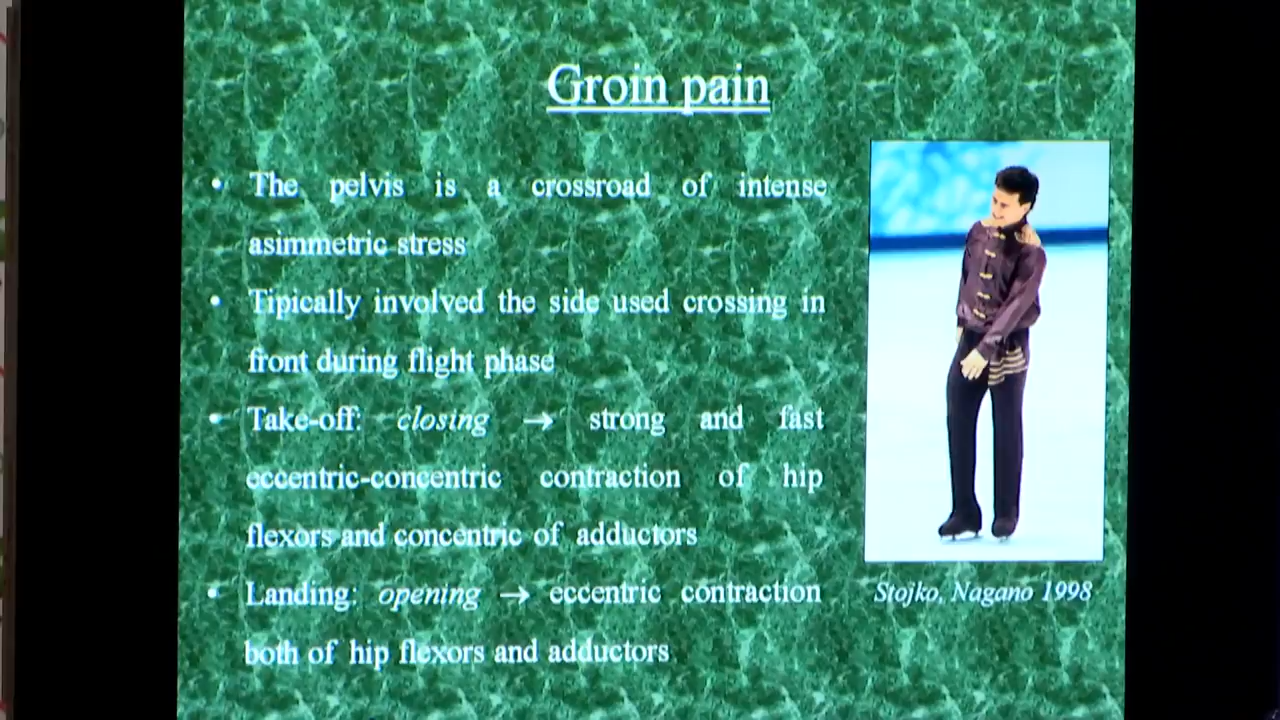 Groin pain
• The pelvis is a crossroad of intense
asimmetric stress
• Tipically involved the side used crossing in
front during flight phase
• Take-off: closing → strong and fast
eccentric-concentric contraction of hip
flexors and concentric of adductors
• Landing: opening → eccentric contraction
both of hip flexors and adductors
Stojko, Nagano 1998